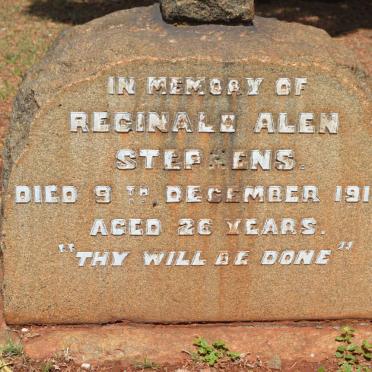 IN MEMORY OF
REGINALD ALEN
STEPHENS.
DIED 9TH DECEMBER 191
AGED 26 YEARS.
"THY WILL BE DONE"